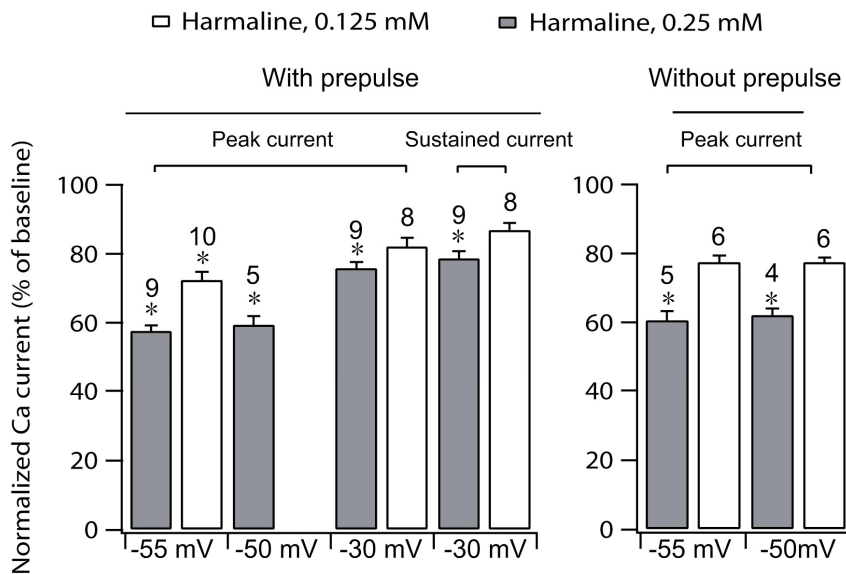 Harmaline, 0.125 mM Harmaline, 0.25 mM
With prepulse Without prepulse
Peak current Sustained current Peak current
Normalized Ca current (% of baseline)
100 100
80 80
60 60
40 40
20 20
0 0
9 * 10 * 5 * 9 * 8 9 * 8 5 * 6 4 * 6
-55 mV -50 mV -30 mV -30 mV -55 mV -50mV